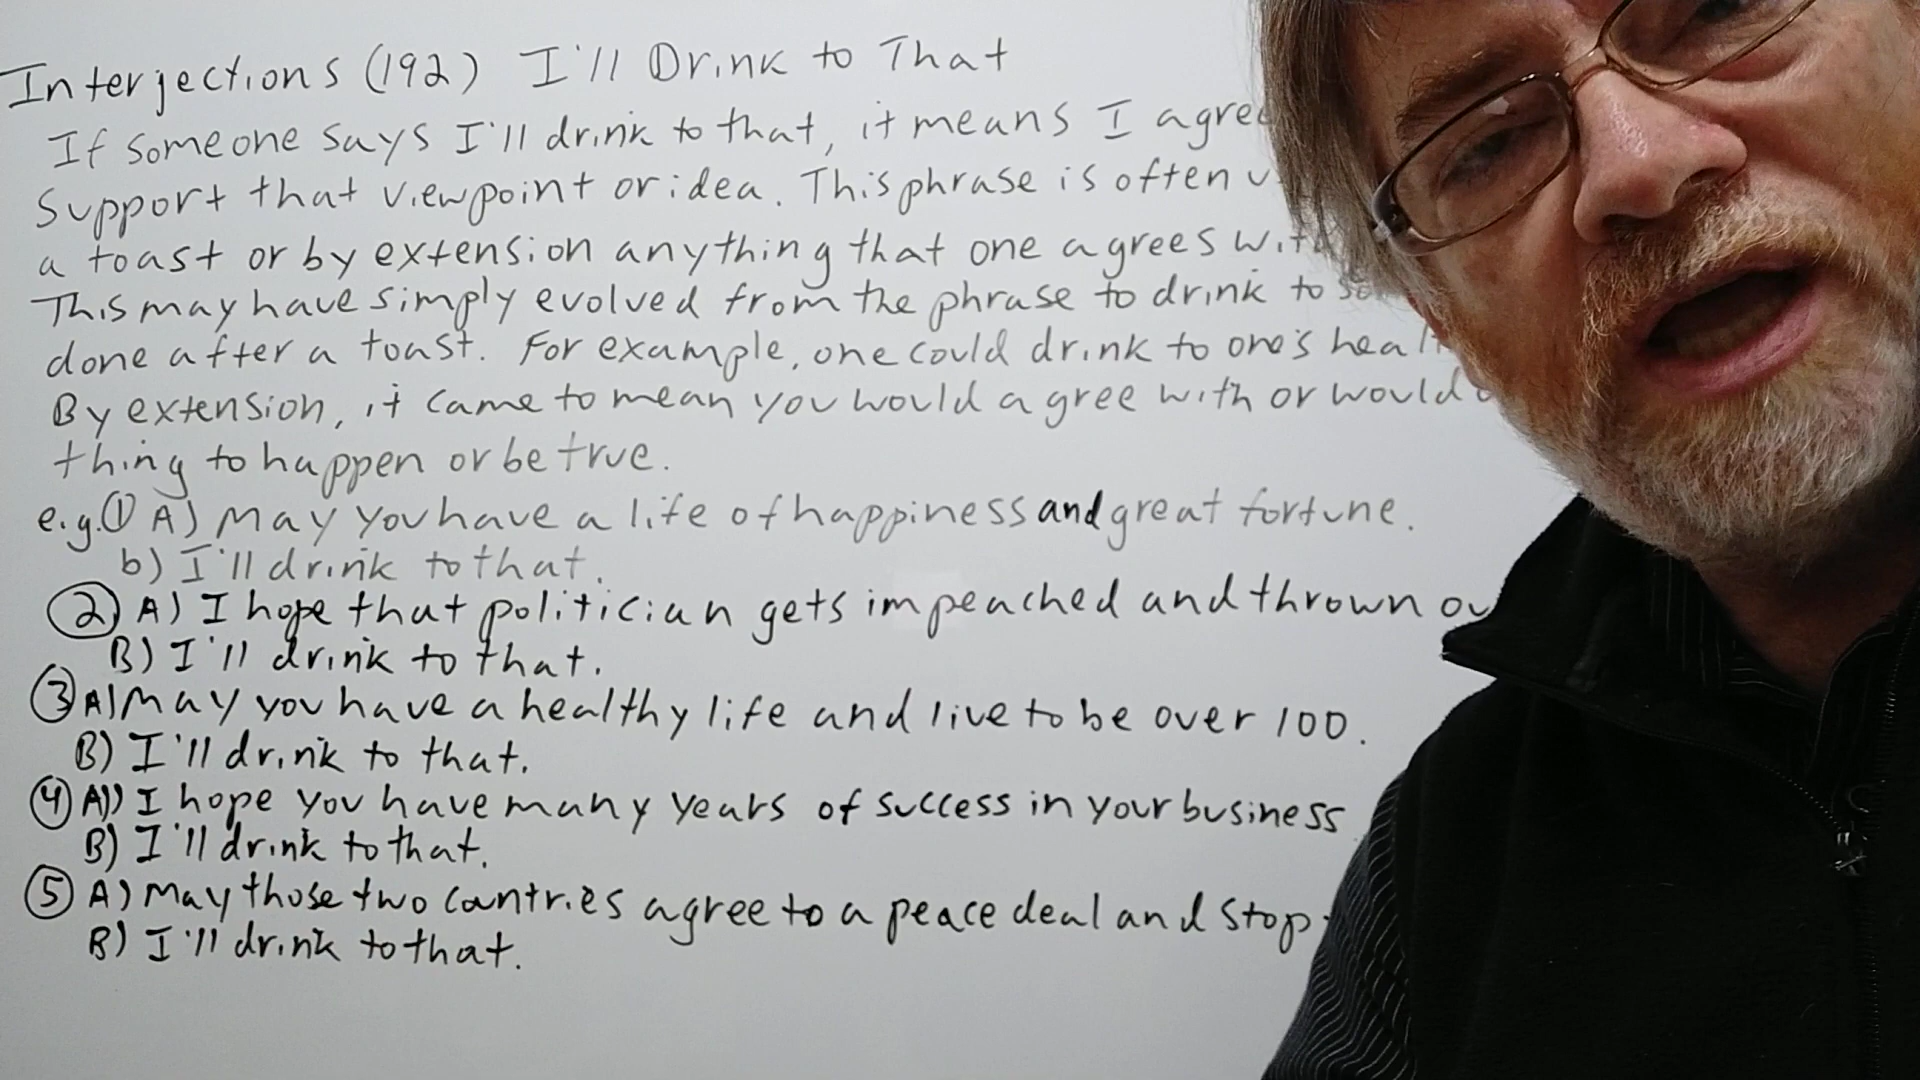 Interjections (192) I'll Drink to That
If someone says I'll drink to that, it means I agree
support that viewpoint or idea. This phrase is often
a toast or by extension anything that one agrees with
This may have simply evolved from the phrase to drink to
done after a toast. For example, one could drink to one's
By extension, it came to mean you would agree with or would
thing to happen or be true.
e.g. ① A) May you have a life of happiness and great fortune.
b) I'll drink to that.
② A) I hope that politician gets impeached and thrown
B) I'll drink to that.
③ A) May you have a healthy life and live to be over 100.
B) I'll drink to that.
④ A)) I hope you have many years of success in your business
B) I'll drink to that.
⑤ A) May those two countries agree to a peace deal and stop
B) I'll drink to that.